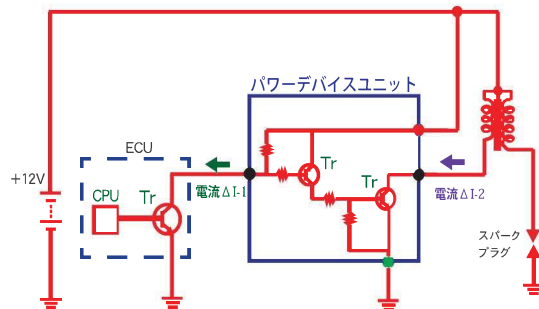 パワーデバイスユニット
ECU
+12V
CPU
Tr
電流ΔI-1
Tr
Tr
電流ΔI-2
スパーク
プラグ